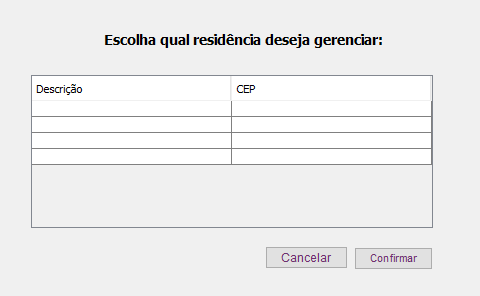 Escolha qual residência deseja gerenciar:
Descrição CEP
Cancelar Confirmar